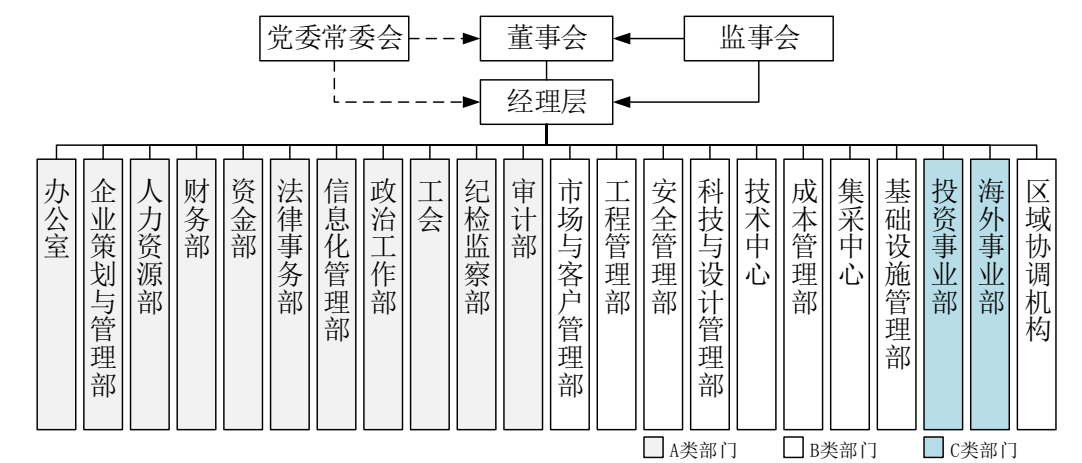 党委常委会
董事会
监事会
经理层
办公室
企业策划与管理部
人力资源部
财务部
资金部
法律事务部
信息化管理部
政治工作部
工会
纪检监察部
审计部
市场与客户管理部
工程管理部
安全管理部
科技与设计管理部
技术中心
成本管理部
集采中心
基础设施管理部
投资事业部
海外事业部
区域协调机构
A类部门
B类部门
C类部门